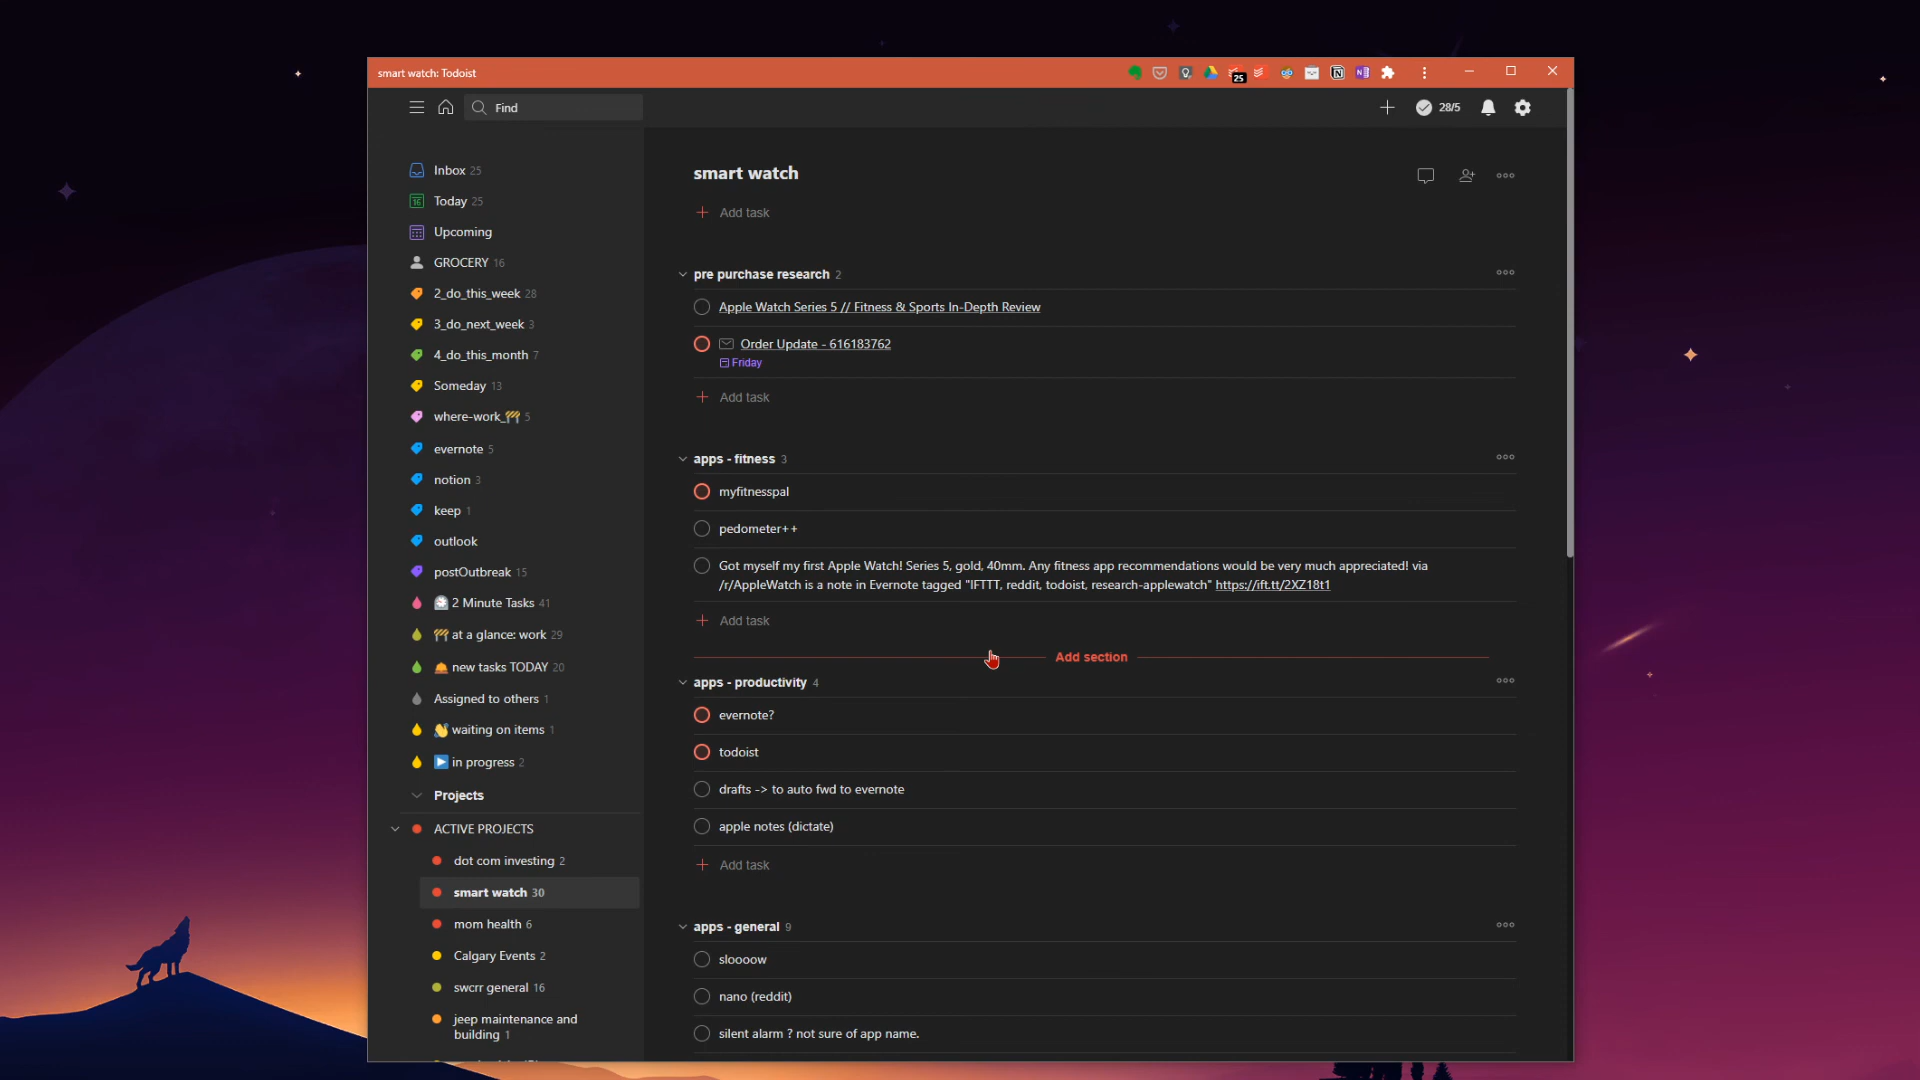 smart watch: Todoist
25
Find
28/5
Inbox 25
16
Today 25
Upcoming
GROCERY 16
2_do_this_week 28
3_do_next_week 3
4_do_this_month 7
Someday 13
where-work_🚧 5
evernote 5
notion 3
keep 1
outlook
postOutbreak 15
2 Minute Tasks 41
🚧 at a glance: work 29
🛎 new tasks TODAY 20
Assigned to others 1
👋 waiting on items 1
▶ in progress 2
Projects
ACTIVE PROJECTS
dot com investing 2
smart watch 30
mom health 6
Calgary Events 2
swcrr general 16
jeep maintenance and
building 1
smart watch
+ Add task
pre purchase research 2
Apple Watch Series 5 // Fitness & Sports In-Depth Review
Order Update - 616183762
Friday
+ Add task
apps - fitness 3
myfitnesspal
pedometer++
Got myself my first Apple Watch! Series 5, gold, 40mm. Any fitness app recommendations would be very much appreciated! via
/r/AppleWatch is a note in Evernote tagged "IFTTT, reddit, todoist, research-applewatch" https://ift.tt/2XZ18t1
+ Add task
Add section
apps - productivity 4
evernote?
todoist
drafts -> to auto fwd to evernote
apple notes (dictate)
+ Add task
apps - general 9
sloooow
nano (reddit)
silent alarm ? not sure of app name.